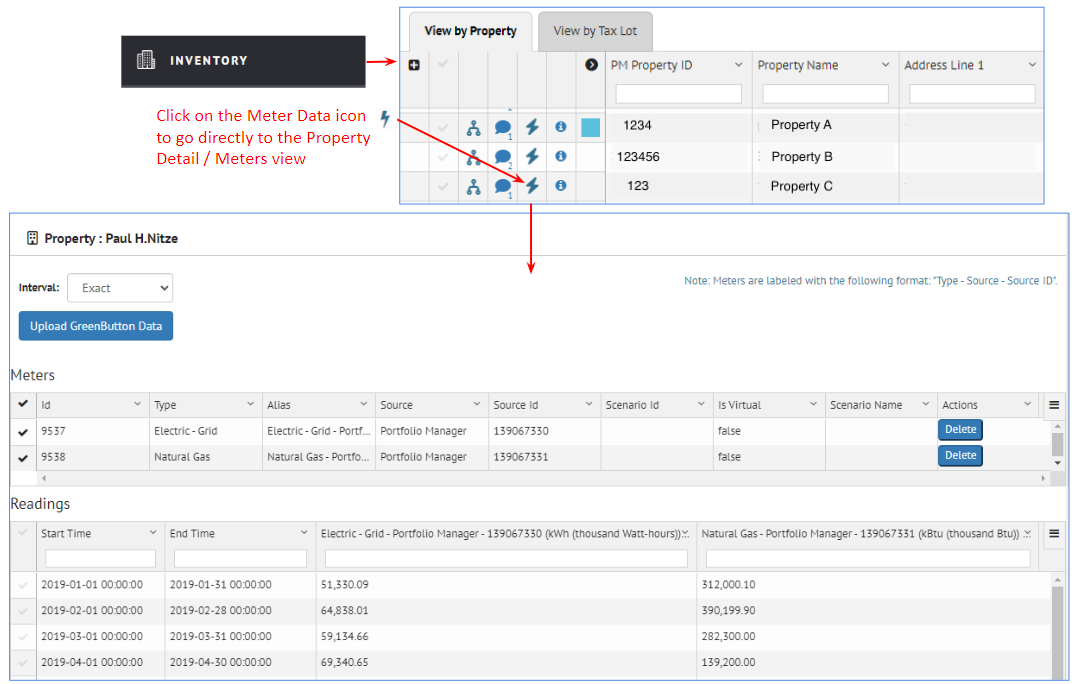 INVENTORY
View by Property View by Tax Lot
PM Property ID Property Name Address Line 1
Click on the Meter Data icon
to go directly to the Property
Detail / Meters view
1 1234 Property A
2 123456 Property B
1 123 Property C
Property : Paul H.Nitze
Interval: Exact
Note: Meters are labeled with the following format: "Type - Source - Source ID".
Upload GreenButton Data
Meters
Id Type Alias Source Source Id Scenario Id Is Virtual Scenario Name Actions
9537 Electric - Grid Electric - Grid - Portf... Portfolio Manager 139067330 false Delete
9538 Natural Gas Natural Gas - Portfo... Portfolio Manager 139067331 false Delete
Readings
Start Time End Time Electric - Grid - Portfolio Manager - 139067330 (kWh (thousand Watt-hours)) ... Natural Gas - Portfolio Manager - 139067331 (kBtu (thousand Btu)) ...
2019-01-01 00:00:00 2019-01-31 00:00:00 51,330.09 312,000.10
2019-02-01 00:00:00 2019-02-28 00:00:00 64,838.01 390,199.90
2019-03-01 00:00:00 2019-03-31 00:00:00 59,134.66 282,300.00
2019-04-01 00:00:00 2019-04-30 00:00:00 69,340.65 139,200.00